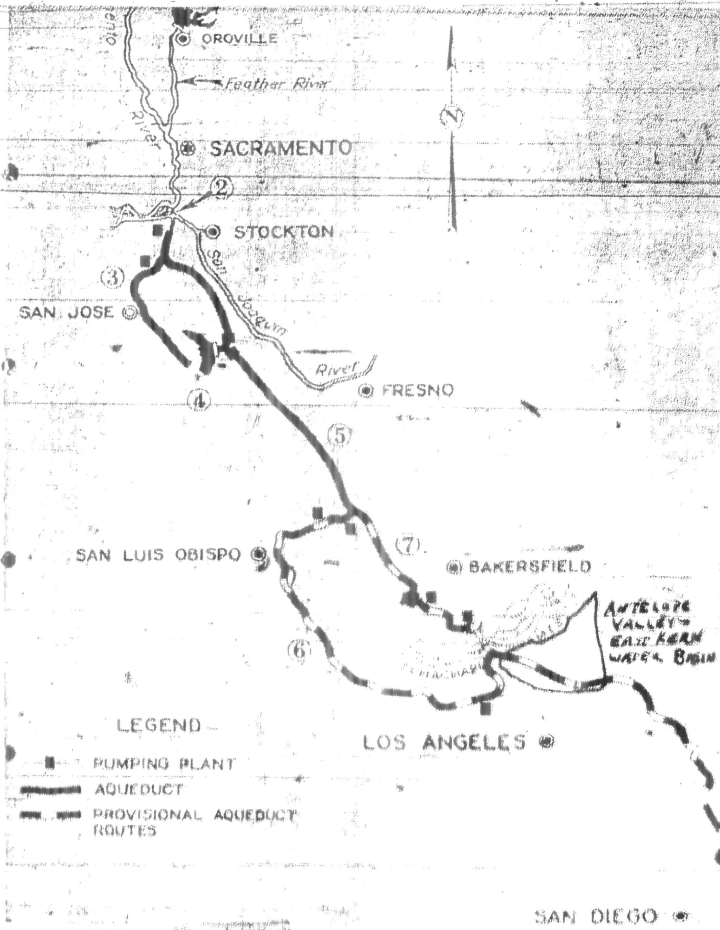 OROVILLE
Feather River
River
SACRAMENTO
N
②
STOCKTON
③
San Joaquin
River
SAN JOSE
FRESNO
④
⑤
SAN LUIS OBISPO
⑦
BAKERSFIELD
ANTELOPE
VALLEY-
EAST KERN
WATER BASIN
⑥
LEGEND
LOS ANGELES
PUMPING PLANT
AQUEDUCT
PROVISIONAL AQUEDUCT
ROUTES
SAN DIEGO